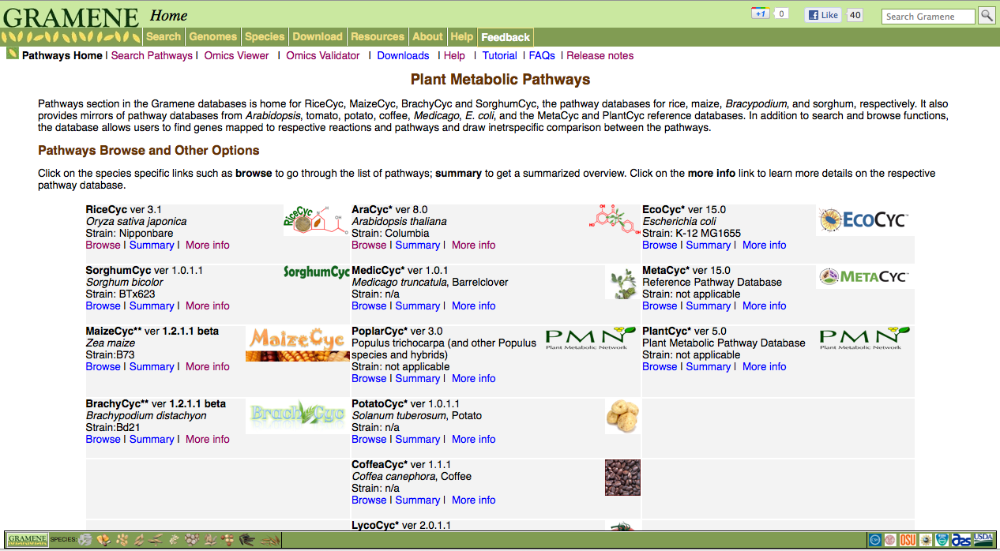 GRAMENE Home
+1 0 Like 40 Search Gramene
Search Genomes Species Download Resources About Help Feedback
Pathways Home I Search Pathways I Omics Viewer I Omics Validator I Downloads I Help I Tutorial I FAQs I Release notes
Plant Metabolic Pathways
Pathways section in the Gramene databases is home for RiceCyc, MaizeCyc, BrachyCyc and SorghumCyc, the pathway databases for rice, maize, Bracypodium, and sorghum, respectively. It also
provides mirrors of pathway databases from Arabidopsis, tomato, potato, coffee, Medicago, E. coli, and the MetaCyc and PlantCyc reference databases. In addition to search and browse functions,
the database allows users to find genes mapped to respective reactions and pathways and draw inetrspecific comparison between the pathways.
Pathways Browse and Other Options
Click on the species specific links such as browse to go through the list of pathways; summary to get a summarized overview. Click on the more info link to learn more details on the respective
pathway database.
RiceCyc ver 3.1
Oryza sativa japonica
Strain: Nipponbare
Browse I Summary I More info
RiceCyc
AraCyc* ver 8.0
Arabidopsis thaliana
Strain: Columbia
Browse I Summary I More info
EcoCyc* ver 15.0
Escherichia coli
Strain: K-12 MG1655
Browse I Summary I More info
ECOCYC™
SorghumCyc ver 1.0.1.1
Sorghum bicolor
Strain: BTx623
Browse I Summary I More info
SorghumCyc
MedicCyc* ver 1.0.1
Medicago truncatula, Barrelclover
Strain: n/a
Browse I Summary I More info
MetaCyc* ver 15.0
Reference Pathway Database
Strain: not applicable
Browse I Summary I More info
METACYC™
MaizeCyc** ver 1.2.1.1 beta
Zea maize
Strain:B73
Browse I Summary I More info
MaizeCyc
PoplarCyc* ver 3.0
Populus trichocarpa (and other Populus
species and hybrids)
Strain: not applicable
Browse I Summary I More info
PMN
Plant Metabolic Network
PlantCyc* ver 5.0
Plant Metabolic Pathway Database
Strain: not applicable
Browse I Summary I More info
PMN
Plant Metabolic Network
BrachyCyc** ver 1.2.1.1 beta
Brachypodium distachyon
Strain:Bd21
Browse I Summary I More info
BrachyCyc
PotatoCyc* ver 1.0.1.1
Solanum tuberosum, Potato
Strain: n/a
Browse I Summary I More info
CoffeaCyc* ver 1.1.1
Coffea canephora, Coffee
Strain: n/a
Browse I Summary I More info
LycoCyc* ver 2.0.1.1
GRAMENE SPECIES: OSU USDA